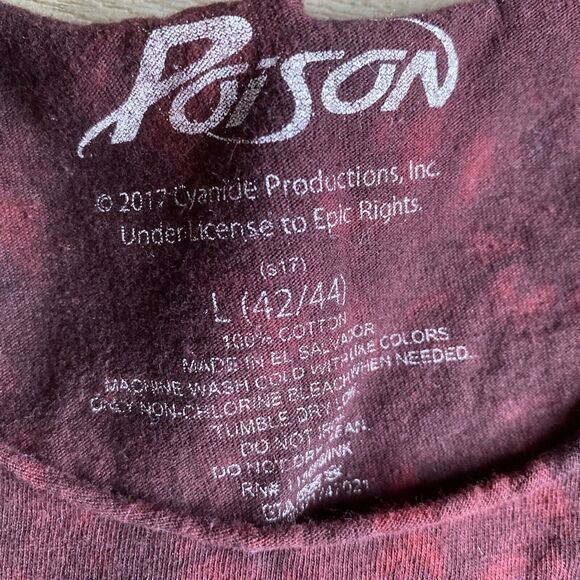 Poison
© 2017 Cyanide Productions, Inc.
Under License to Epic Rights.
(s17)
L (42/44)
100% COTTON
MADE IN EL SALVADOR
MACHINE WASH COLD WITH LIKE COLORS
ONLY NON-CHLORINE BLEACH WHEN NEEDED.
TUMBLE DRY LOW
DO NOT IRON
DO NOT DRY
RN#